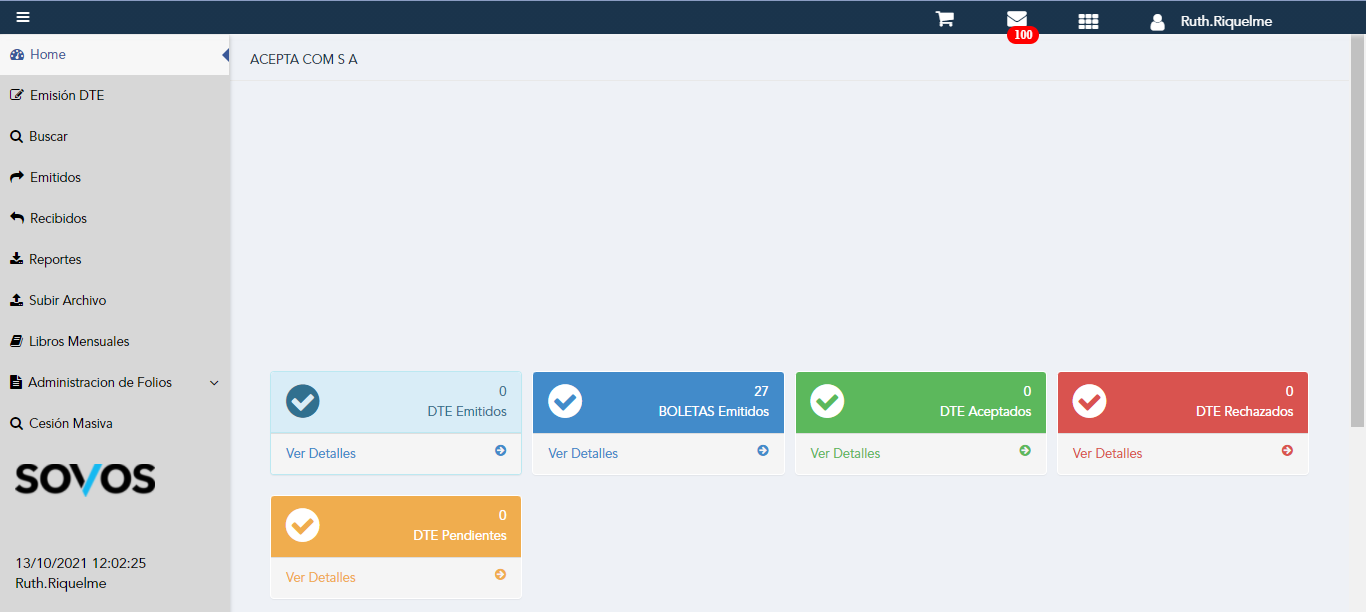 100
Ruth.Riquelme
Home
Emisión DTE
Buscar
Emitidos
Recibidos
Reportes
Subir Archivo
Libros Mensuales
Administracion de Folios
Cesión Masiva
SOVOS
13/10/2021 12:02:25
Ruth.Riquelme
ACEPTA COM S A
0
DTE Emitidos
Ver Detalles
27
BOLETAS Emitidos
Ver Detalles
0
DTE Aceptados
Ver Detalles
0
DTE Rechazados
Ver Detalles
0
DTE Pendientes
Ver Detalles